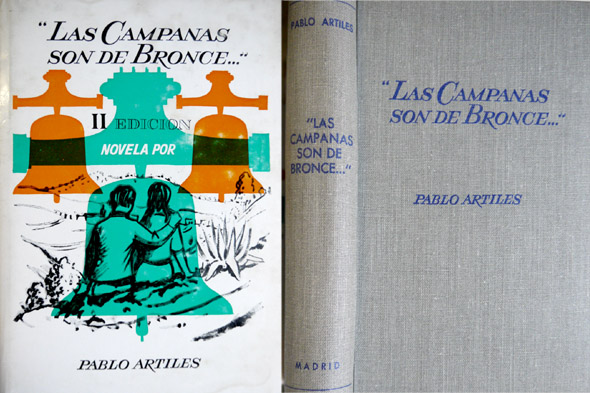 "LAS CAMPANAS
SON DE BRONCE..."
II EDICION
NOVELA POR
PABLO ARTILES
PABLO ARTILES
"LAS
CAMPANAS
SON DE
BRONCE..."
MADRID
"LAS CAMPANAS
SON DE BRONCE..."
PABLO ARTILES